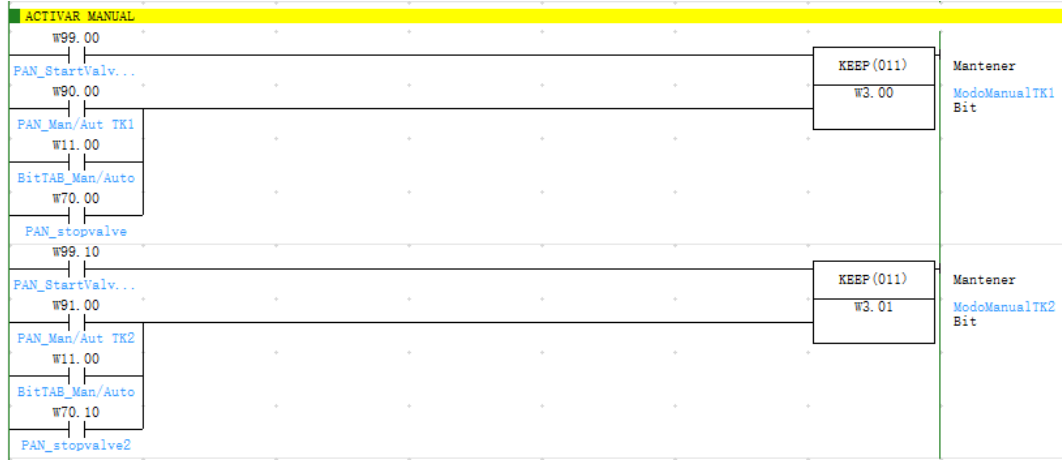 ACTIVAR MANUAL
W99.00
PAN_StartValv...
KEEP(011)
Mantener
W90.00
W3.00
ModoManualTK1
Bit
PAN_Man/Aut TK1
W11.00
BitTAB_Man/Auto
W70.00
PAN_stopvalve
W99.10
PAN_StartValv...
KEEP(011)
Mantener
W91.00
W3.01
ModoManualTK2
Bit
PAN_Man/Aut TK2
W11.00
BitTAB_Man/Auto
W70.10
PAN_stopvalve2